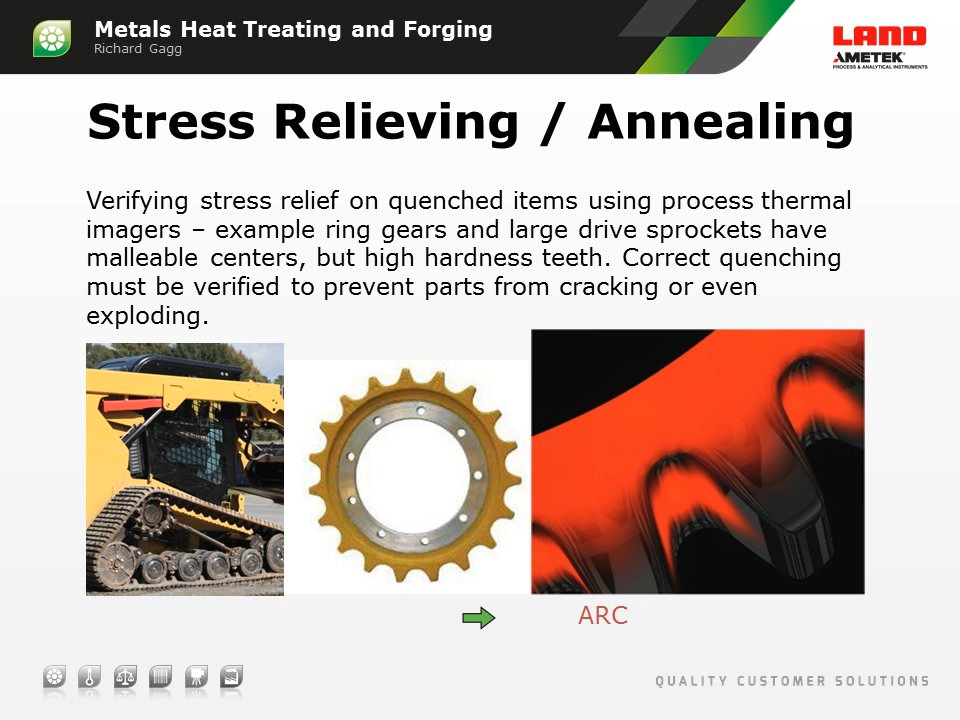 Metals Heat Treating and Forging
Richard Gagg
LAND
AMETEK®
PROCESS & ANALYTICAL INSTRUMENTS
Stress Relieving / Annealing
Verifying stress relief on quenched items using process thermal
imagers – example ring gears and large drive sprockets have
malleable centers, but high hardness teeth. Correct quenching
must be verified to prevent parts from cracking or even
exploding.
ARC
QUALITY CUSTOMER SOLUTIONS